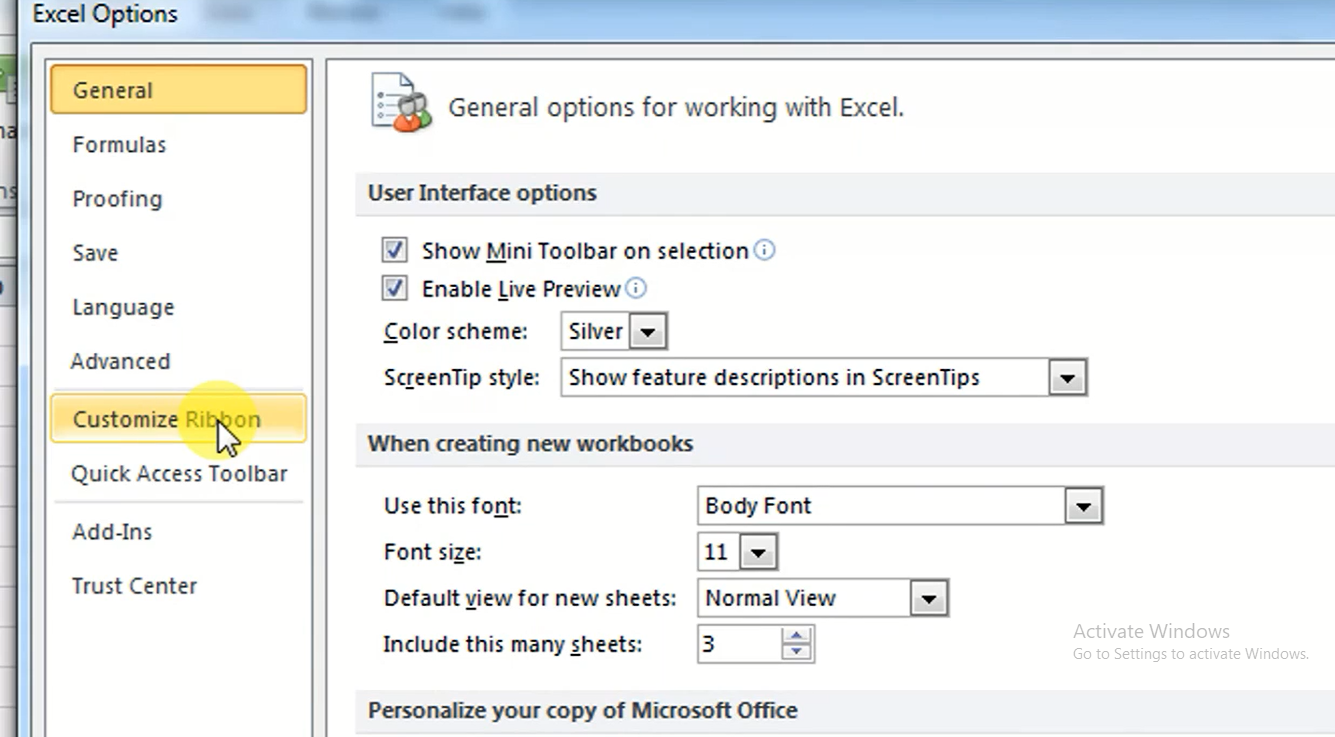 Excel Options
General
Formulas
Proofing
Save
Language
Advanced
Customize Ribbon
Quick Access Toolbar
Add-Ins
Trust Center
General options for working with Excel.
User Interface options
Show Mini Toolbar on selection
Enable Live Preview
Color scheme: Silver
ScreenTip style: Show feature descriptions in ScreenTips
When creating new workbooks
Use this font: Body Font
Font size: 11
Default view for new sheets: Normal View
Include this many sheets: 3
Personalize your copy of Microsoft Office
Activate Windows
Go to Settings to activate Windows.